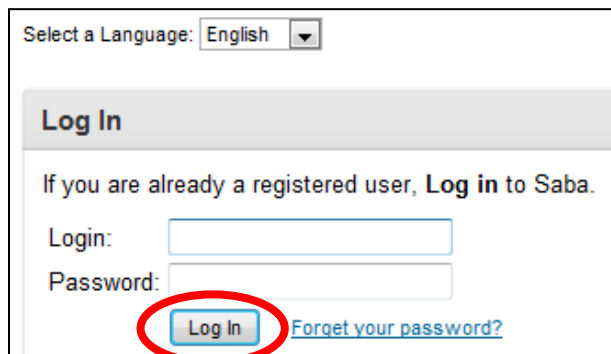 Select a Language: English
Log In
If you are already a registered user, Log in to Saba.
Login:
Password:
Log In Forget your password?